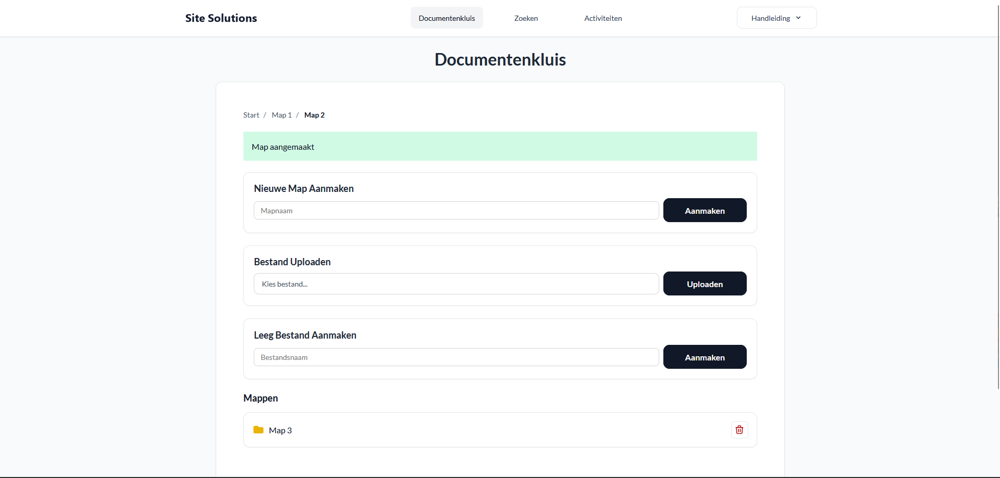 Site Solutions
Documentenkluis
Zoeken
Activiteiten
Handleiding
Documentenkluis
Start / Map 1 / Map 2
Map aangemaakt
Nieuwe Map Aanmaken
Mapnaam
Aanmaken
Bestand Uploaden
Kies bestand...
Uploaden
Leeg Bestand Aanmaken
Bestandsnaam
Aanmaken
Mappen
Map 3